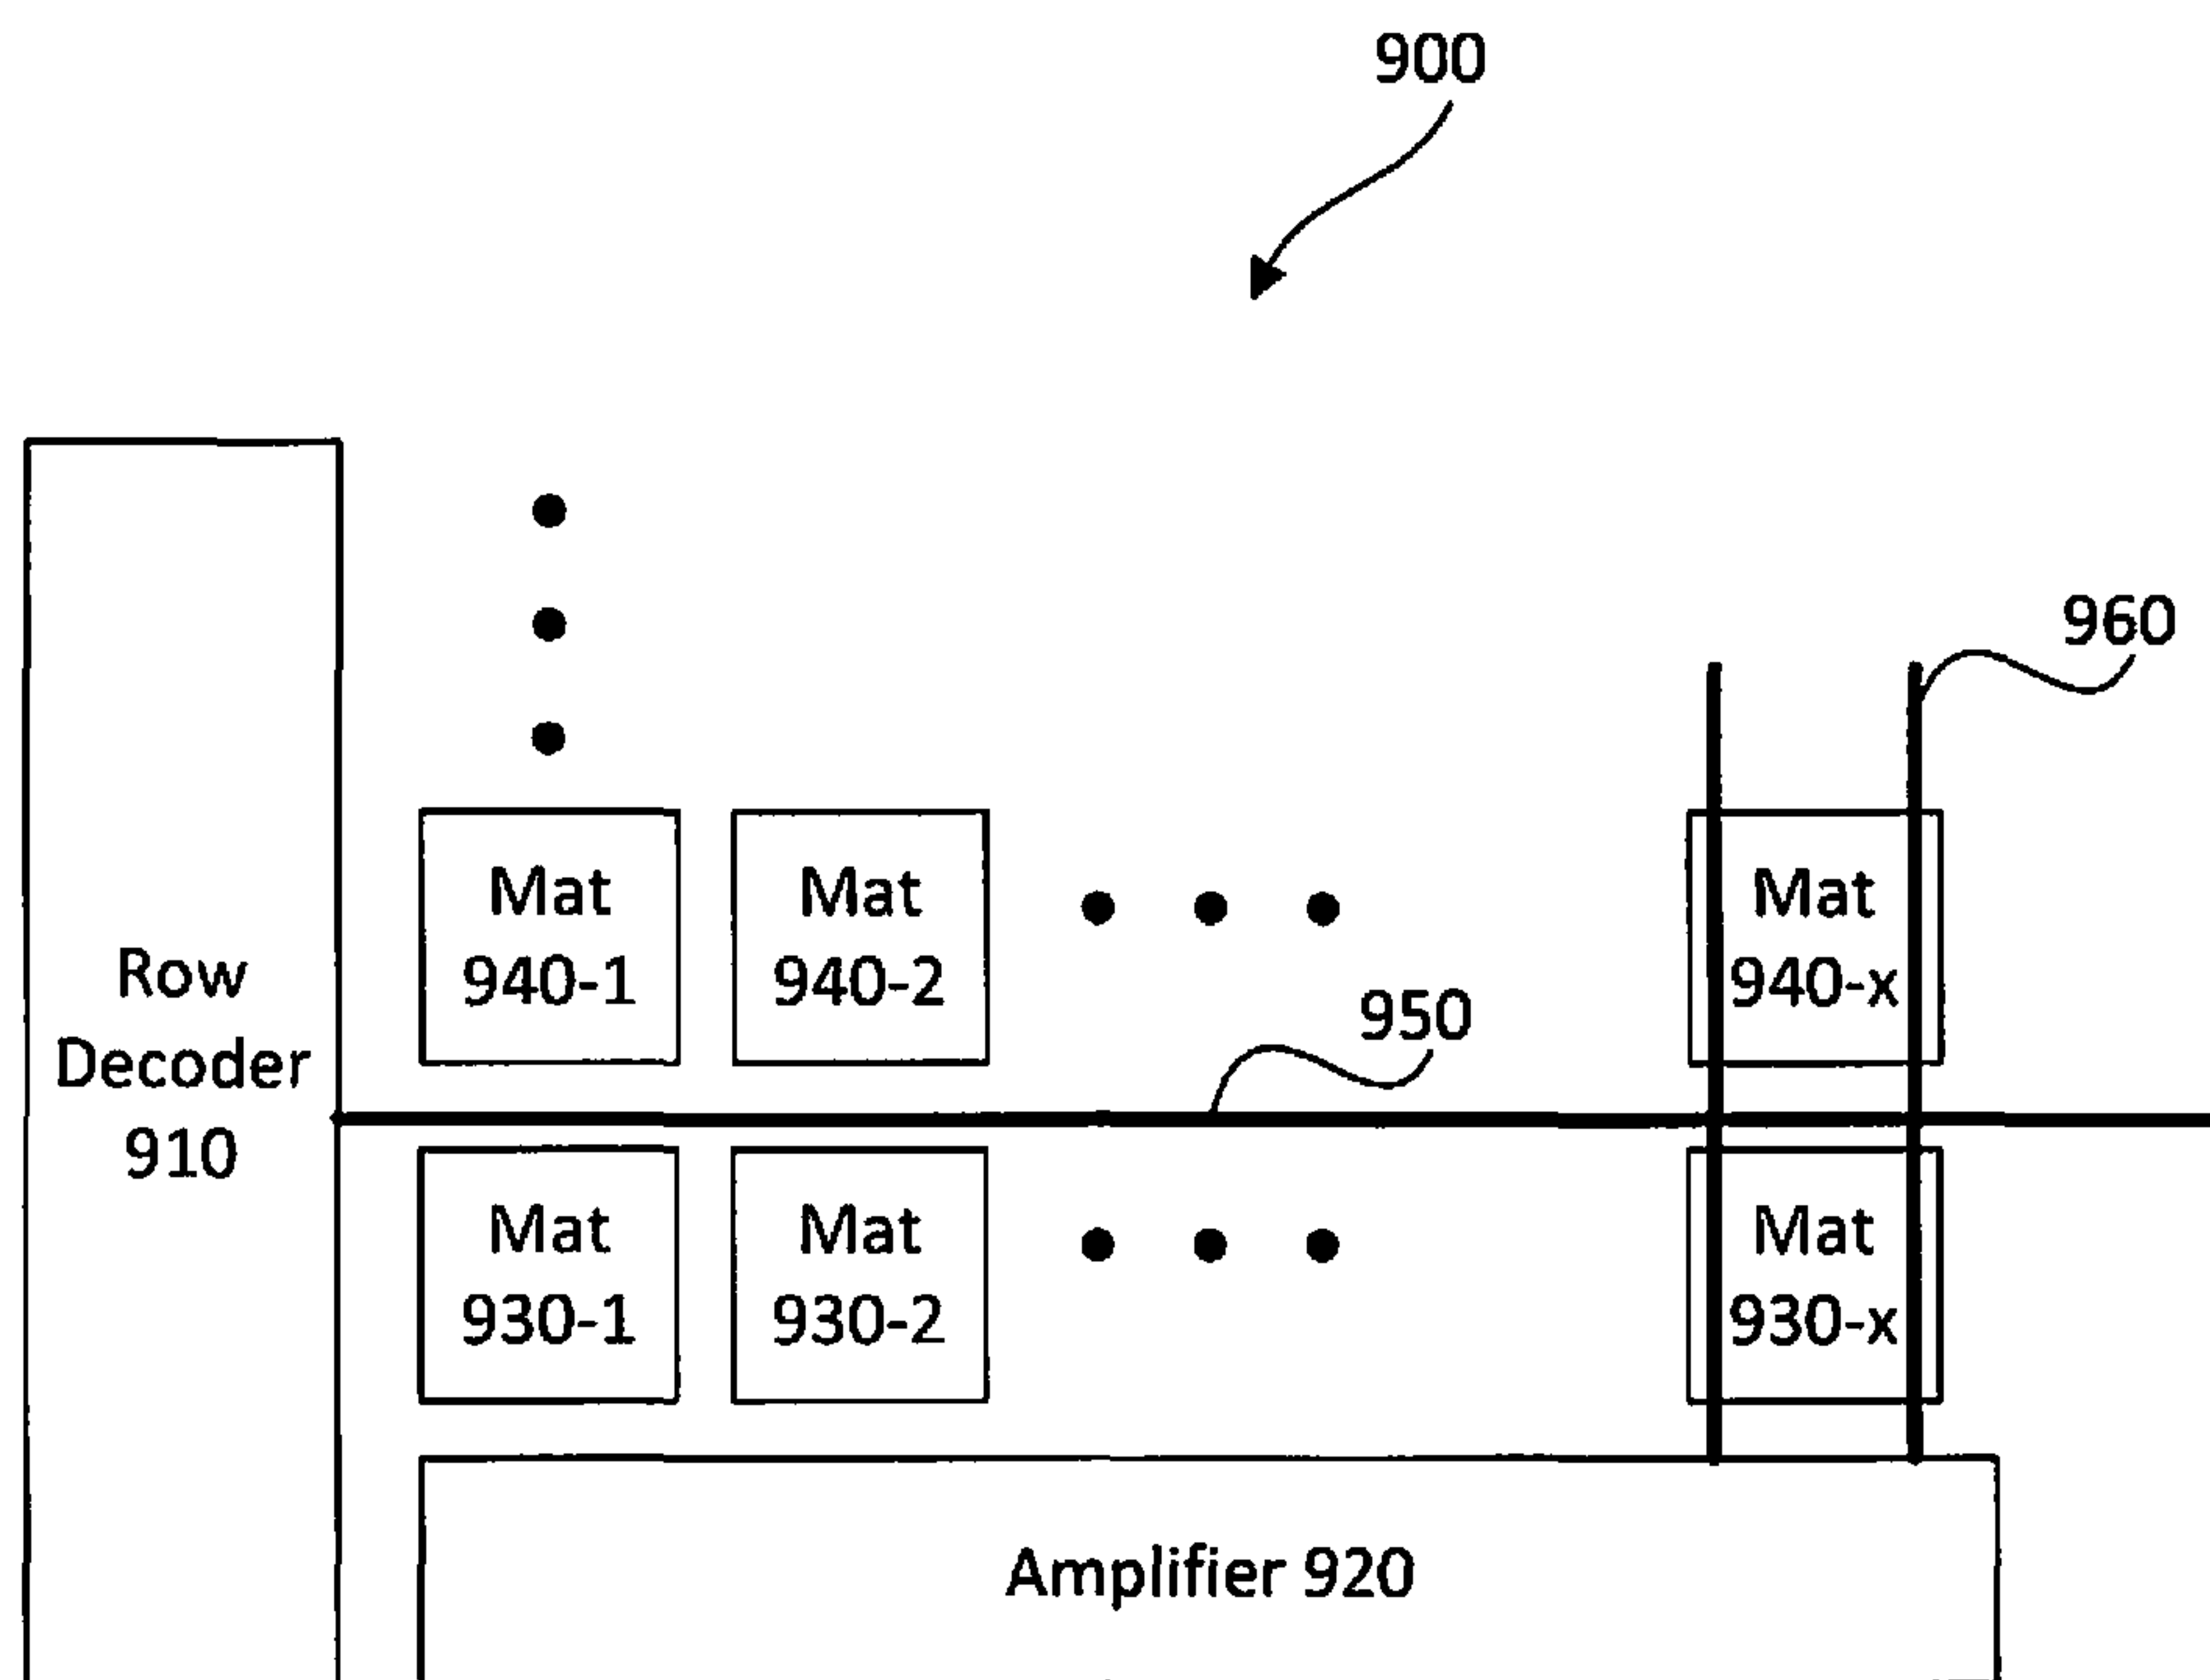 900
960
Mat
940-1
Mat
940-2
Mat
940-x
950
Row
Decoder
910
Mat
930-1
Mat
930-2
Mat
930-x
Amplifier 920